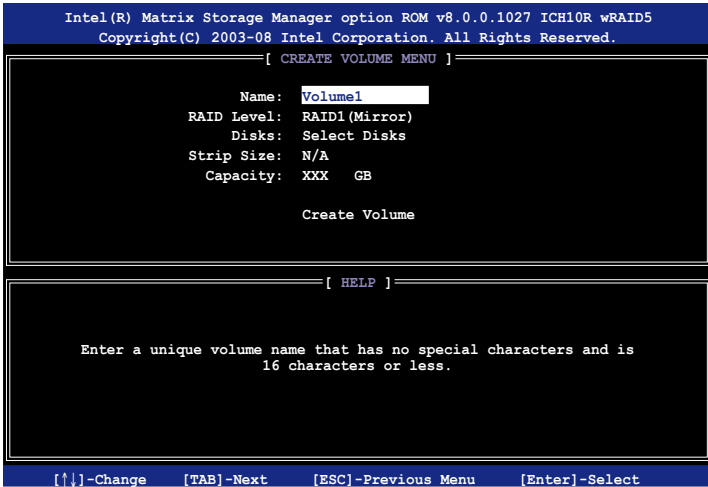 Intel(R) Matrix Storage Manager option ROM v8.0.0.1027 ICH10R wRAID5
Copyright(C) 2003-08 Intel Corporation. All Rights Reserved.
[ CREATE VOLUME MENU ]
Name: Volume1
RAID Level: RAID1(Mirror)
Disks: Select Disks
Strip Size: N/A
Capacity: XXX GB
Create Volume
[ HELP ]
Enter a unique volume name that has no special characters and is
16 characters or less.
[↑↓]-Change [TAB]-Next [ESC]-Previous Menu [Enter]-Select